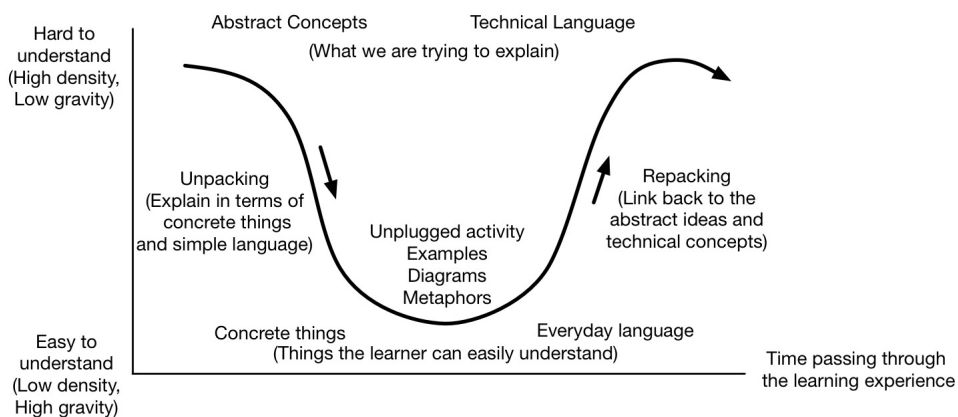 Abstract Concepts
Technical Language
(What we are trying to explain)
Hard to
understand
(High density,
Low gravity)
Unpacking
(Explain in terms of
concrete things
and simple language)
Repacking
(Link back to the
abstract ideas and
technical concepts)
Unplugged activity
Examples
Diagrams
Metaphors
Concrete things
Everyday language
(Things the learner can easily understand)
Easy to
understand
(Low density,
High gravity)
Time passing through
the learning experience